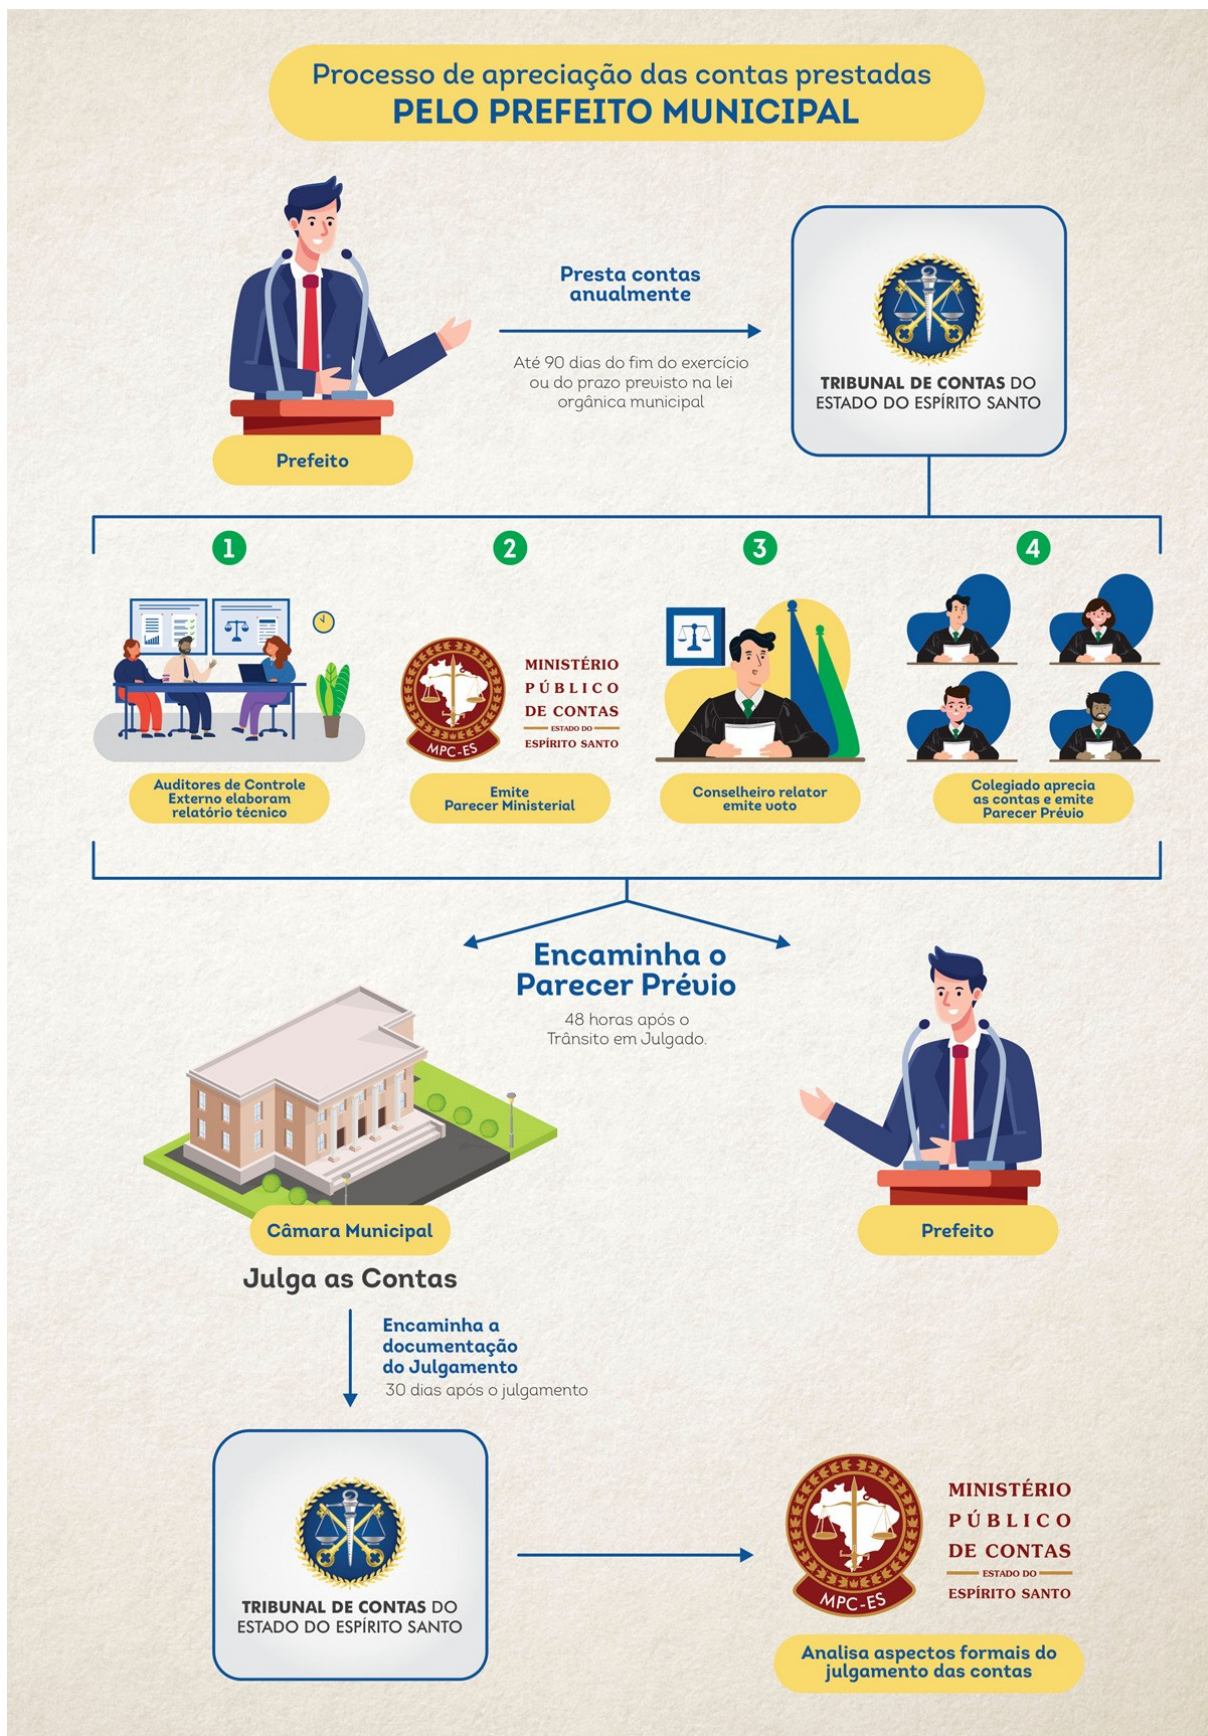 Processo de apreciação das contas prestadas
PELO PREFEITO MUNICIPAL
Presta contas
anualmente
Até 90 dias do fim do exercício
ou do prazo previsto na lei
orgânica municipal
TRIBUNAL DE CONTAS DO
ESTADO DO ESPÍRITO SANTO
Prefeito
1
2
3
4
MINISTÉRIO
PÚBLICO
DE CONTAS
ESTADO DO
ESPÍRITO SANTO
MPC-ES
Auditores de Controle
Externo elaboram
relatório técnico
Emite
Parecer Ministerial
Conselheiro relator
emite voto
Colegiado aprecia
as contas e emite
Parecer Prévio
Encaminha o
Parecer Prévio
48 horas após o
Trânsito em Julgado.
Câmara Municipal
Prefeito
Julga as Contas
Encaminha a
documentação
do Julgamento
30 dias após o julgamento
TRIBUNAL DE CONTAS DO
ESTADO DO ESPÍRITO SANTO
MINISTÉRIO
PÚBLICO
DE CONTAS
ESTADO DO
ESPÍRITO SANTO
MPC-ES
Analisa aspectos formais do
julgamento das contas